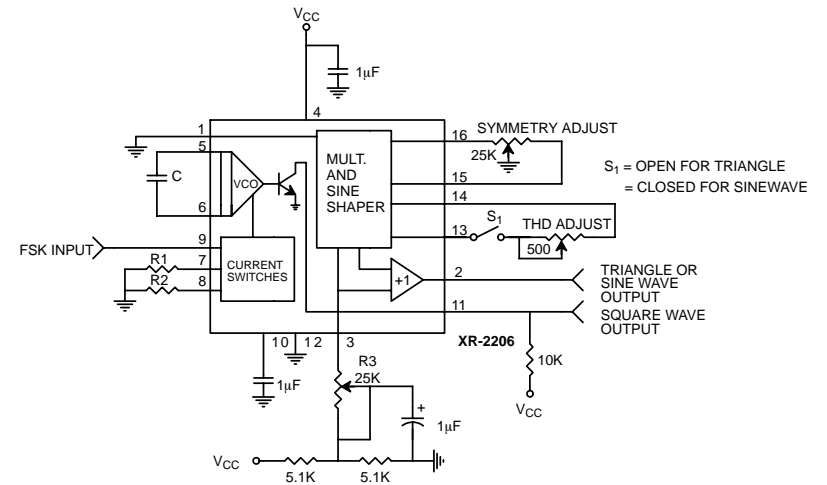 VCC
1μF
4
1
16
SYMMETRY ADJUST
5
25K
MULT.
AND
SINE
SHAPER
S1 = OPEN FOR TRIANGLE
= CLOSED FOR SINEWAVE
C
VCO
15
14
6
S1
13
THD ADJUST
500
FSK INPUT
9
R1
7
R2
8
CURRENT
SWITCHES
+1
2
TRIANGLE OR
SINE WAVE
OUTPUT
11
SQUARE WAVE
OUTPUT
10
12
3
XR-2206
R3
25K
10K
1μF
+
1μF
VCC
VCC
5.1K
5.1K